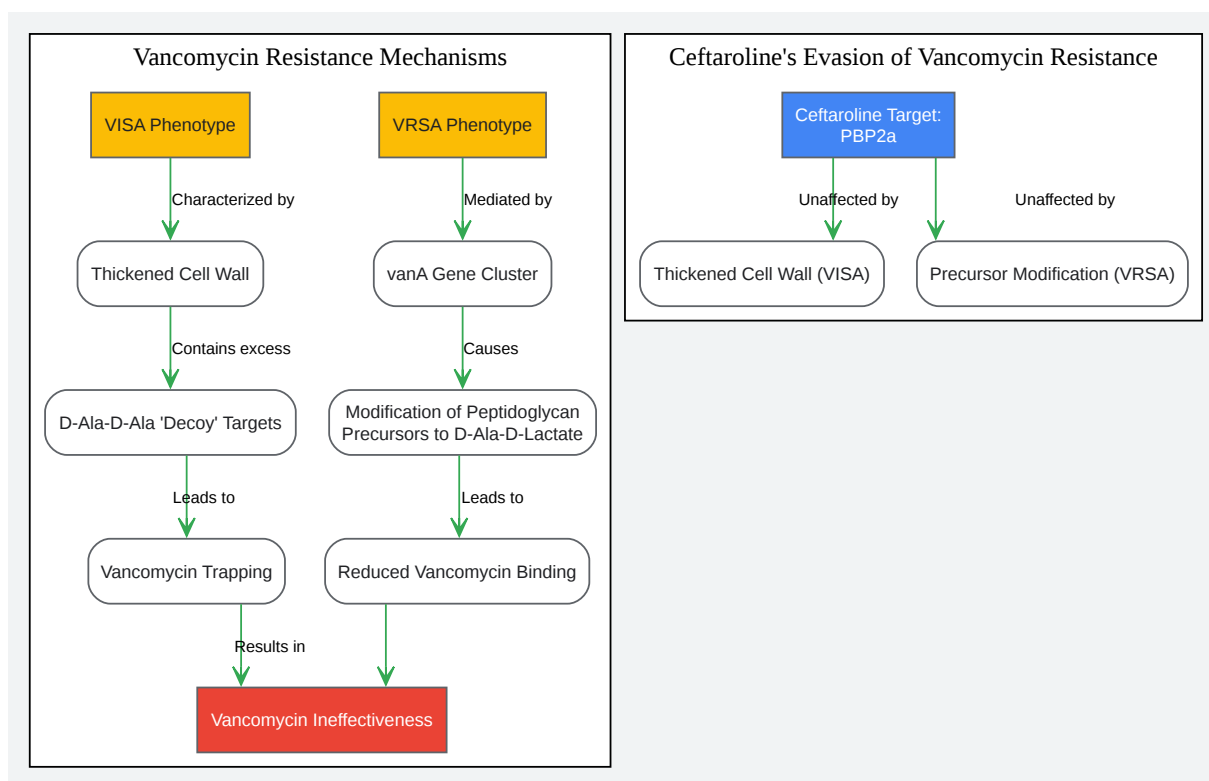 Vancomycin Resistance Mechanisms
VISA Phenotype
VRSA Phenotype
Characterized by
Mediated by
Thickened Cell Wall
vanA Gene Cluster
Contains excess
Causes
D-Ala-D-Ala 'Decoy' Targets
Modification of Peptidoglycan
Precursors to D-Ala-D-Lactate
Leads to
Leads to
Vancomycin Trapping
Reduced Vancomycin Binding
Results in
Vancomycin Ineffectiveness
Ceftaroline's Evasion of Vancomycin Resistance
Ceftaroline Target:
PBP2a
Unaffected by
Unaffected by
Thickened Cell Wall (VISA)
Precursor Modification (VRSA)